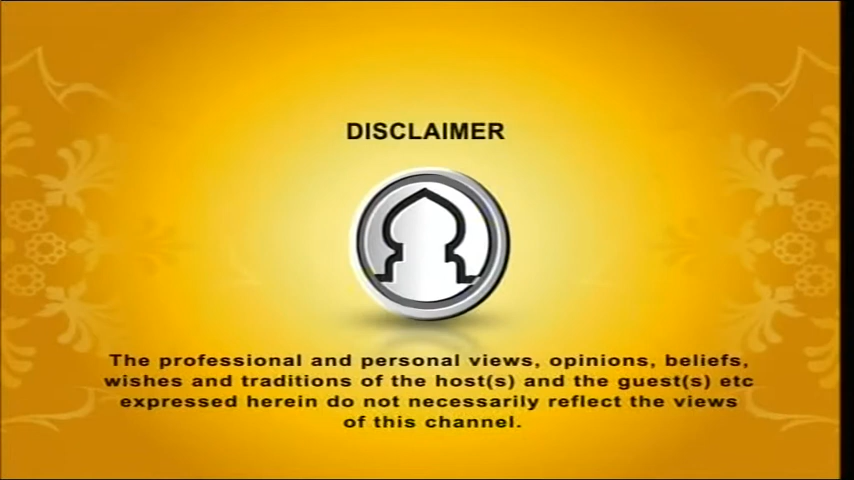 DISCLAIMER
The professional and personal views, opinions, beliefs,
wishes and traditions of the host(s) and the guest(s) etc
expressed herein do not necessarily reflect the views
of this channel.